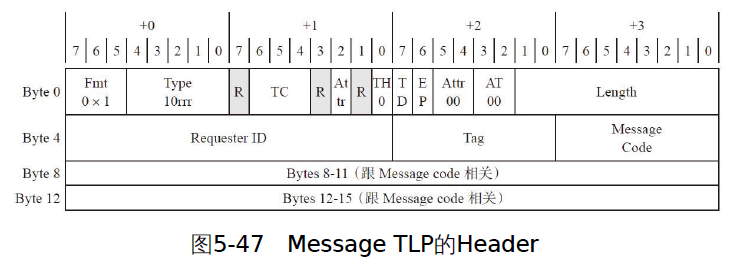 +0 +1 +2 +3
7 6 5 4 3 2 1 0 7 6 5 4 3 2 1 0 7 6 5 4 3 2 1 0 7 6 5 4 3 2 1 0
Byte 0 Fmt 0 × 1 Type 10rrr R TC R At tr R TH 0 T D E P Attr 00 AT 00 Length
Byte 4 Requester ID Tag Message Code
Byte 8 Bytes 8-11（跟 Message code 相关）
Byte 12 Bytes 12-15（跟 Message code 相关）
图5-47 Message TLP的Header